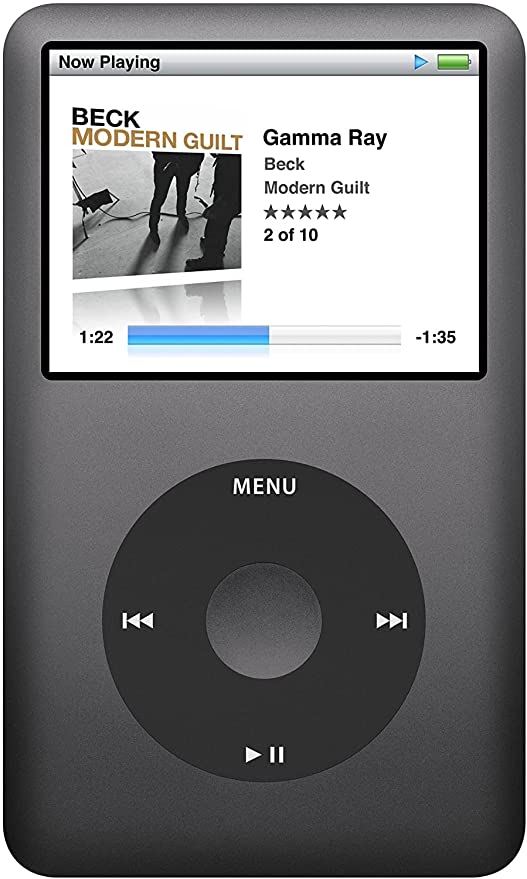 Now Playing
BECK
MODERN GUILT
Gamma Ray
Beck
Modern Guilt
2 of 10
1:22
-1:35
MENU